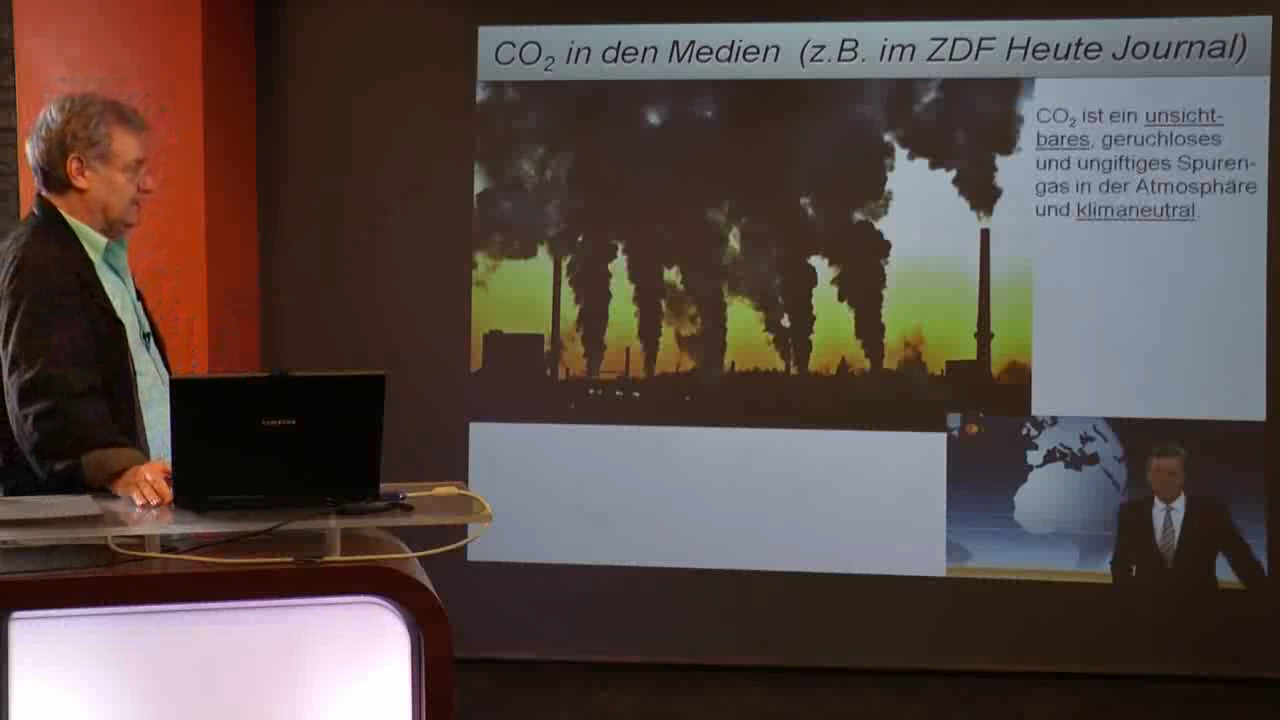 CO₂ in den Medien (z.B. im ZDF Heute Journal)
CO₂ ist ein unsicht-
bares, geruchloses
und ungiftiges Spuren-
gas in der Atmosphäre
und klimaneutral
SAMSUNG